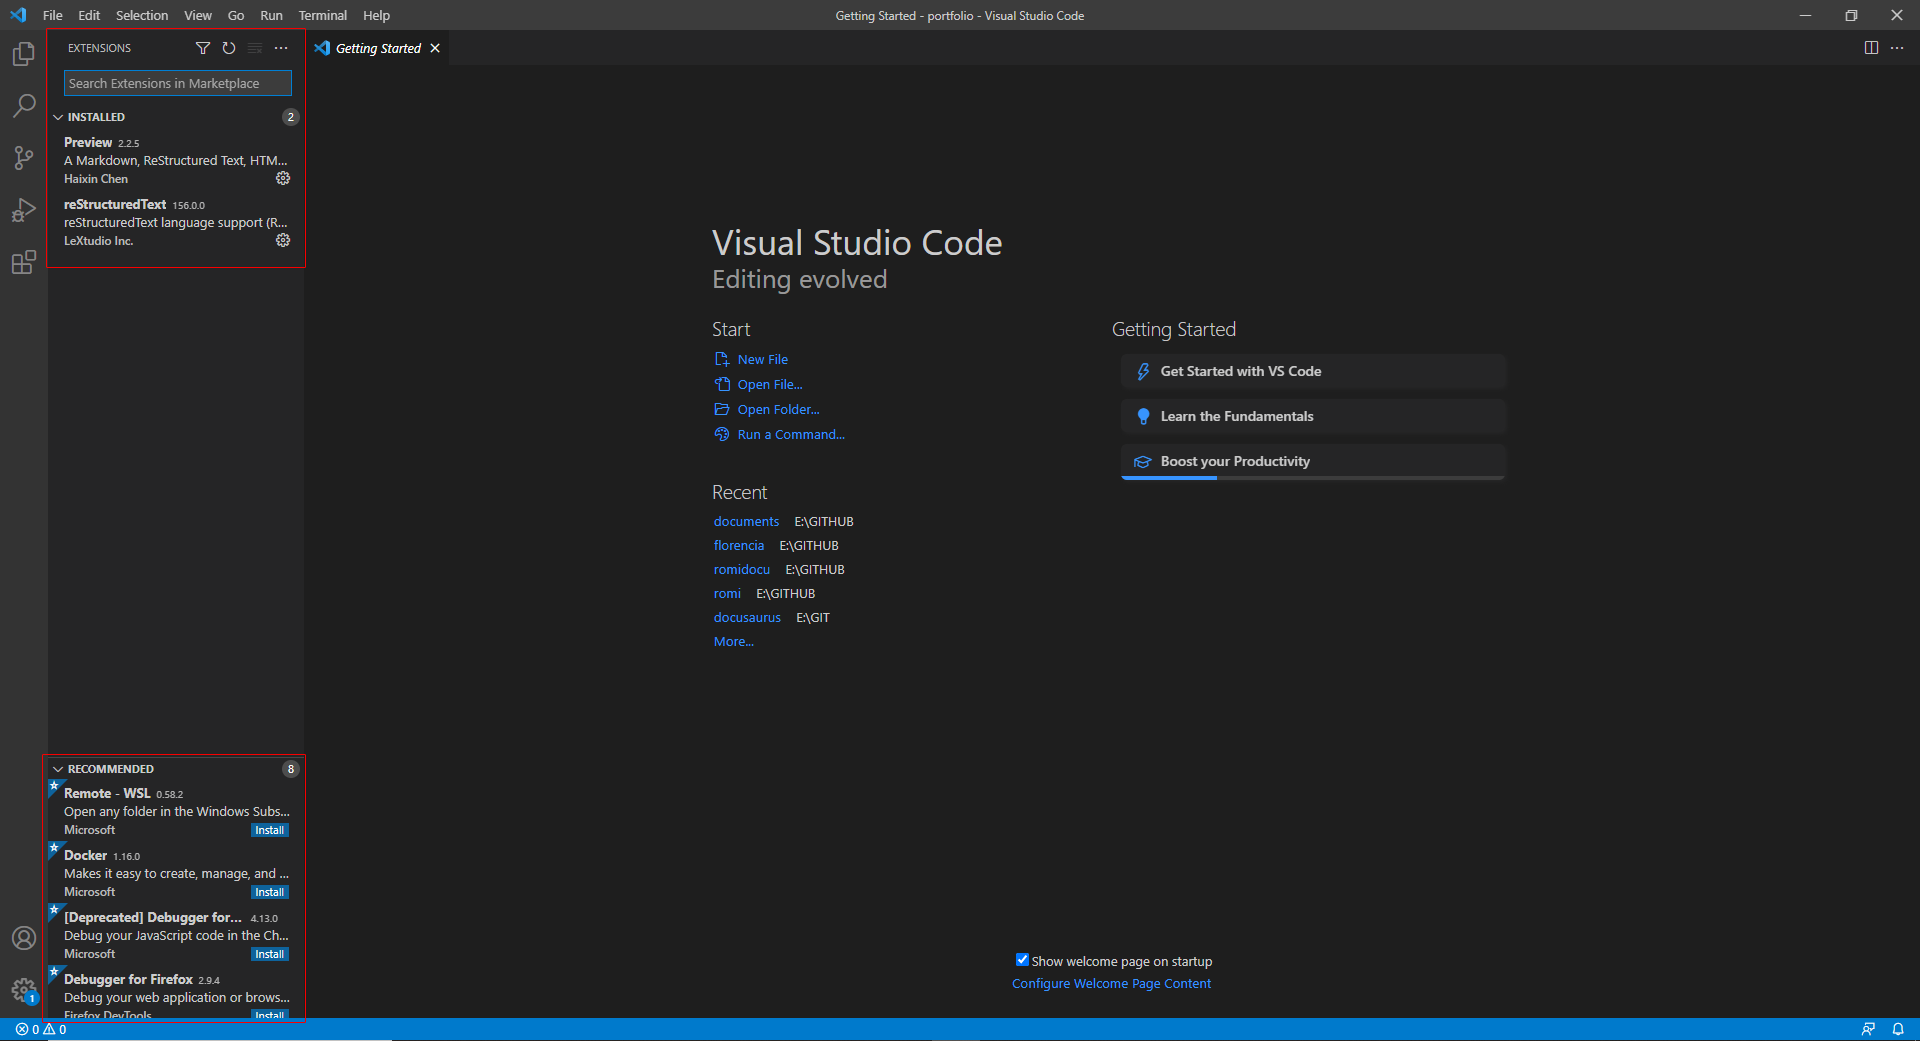 File Edit Selection View Go Run Terminal Help
Getting Started - portfolio - Visual Studio Code
EXTENSIONS
Getting Started
Search Extensions in Marketplace
INSTALLED 2
Preview 2.2.5
A Markdown, ReStructured Text, HTM...
Haixin Chen
reStructuredText 156.0.0
reStructuredText language support (R...
LeXtudio Inc.
RECOMMENDED 8
Remote - WSL 0.58.2
Open any folder in the Windows Subs...
Microsoft Install
Docker 1.16.0
Makes it easy to create, manage, and ...
Microsoft Install
[Deprecated] Debugger for... 4.13.0
Debug your JavaScript code in the Ch...
Microsoft Install
Debugger for Firefox 2.9.4
Debug your web application or brows...
Firefox DevTools Install
Visual Studio Code
Editing evolved
Start
New File
Open File...
Open Folder...
Run a Command...
Recent
documents E:\GITHUB
florencia E:\GITHUB
romidocu E:\GITHUB
romi E:\GITHUB
docusaurus E:\GIT
More...
Getting Started
Get Started with VS Code
Learn the Fundamentals
Boost your Productivity
Show welcome page on startup
Configure Welcome Page Content
1
0 0